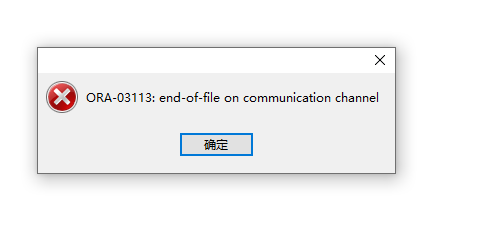 ORA-03113: end-of-file on communication channel
确定